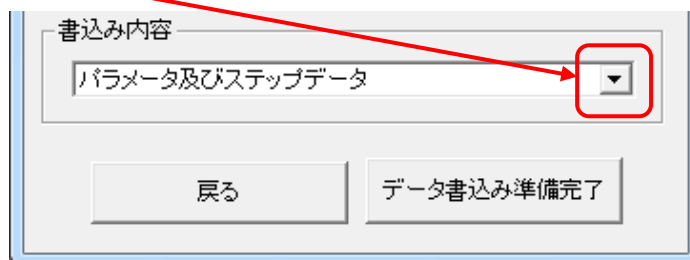 書込み内容
パラメータ及びステップデータ
戻る
データ書込み準備完了